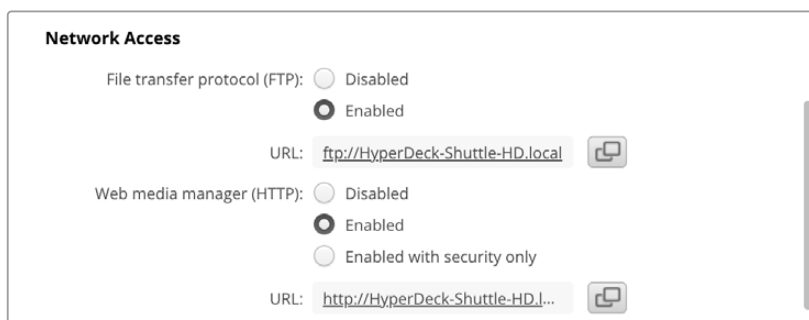 Network Access
File transfer protocol (FTP): Disabled
Enabled
URL: ftp://HyperDeck-Shuttle-HD.local
Web media manager (HTTP): Disabled
Enabled
Enabled with security only
URL: http://HyperDeck-Shuttle-HD.l...